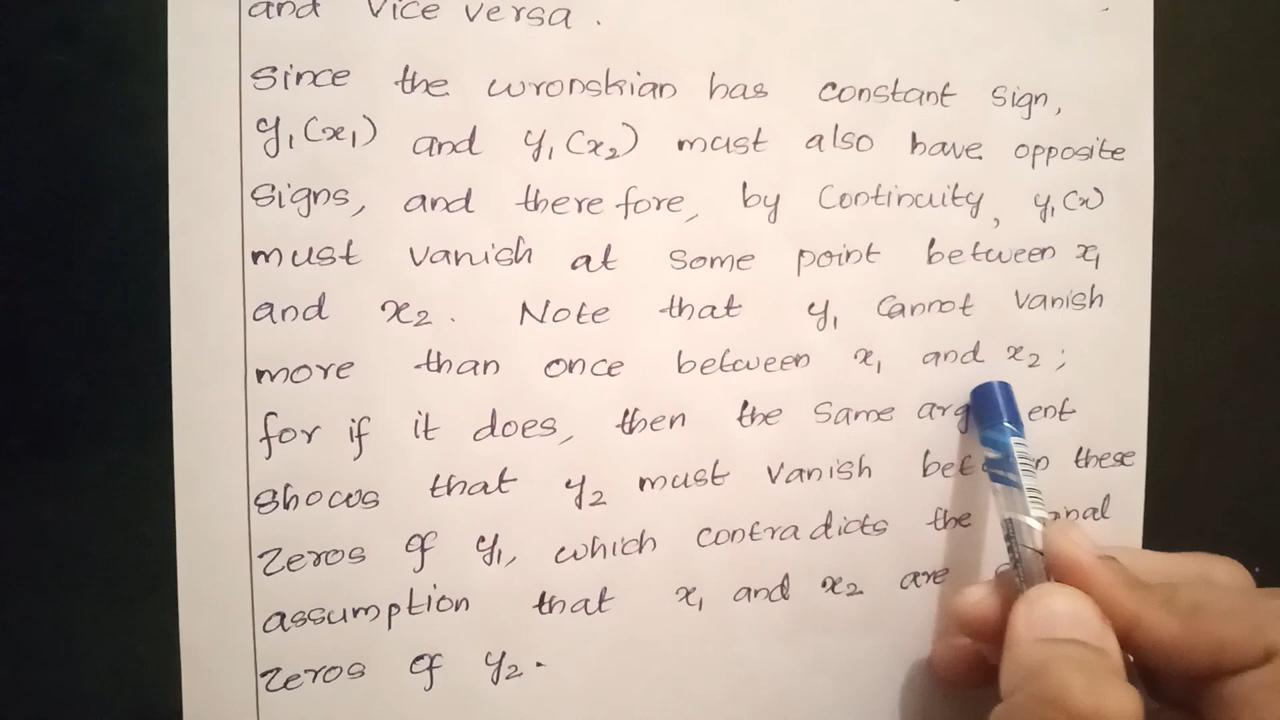 and vice versa.
Since the wronskian has constant sign,
y₁(x₁) and y₁(x₂) must also have opposite
signs, and therefore, by Continuity, y₁(x)
must vanish at some point between x₁
and x₂. Note that y₁ Cannot vanish
more than once between x₁ and x₂;
for if it does, then the same
shows that y₂ must vanish these
zeros of y₁, which contradicts the
assumption that x₁ and x₂ are
zeros of y₂.